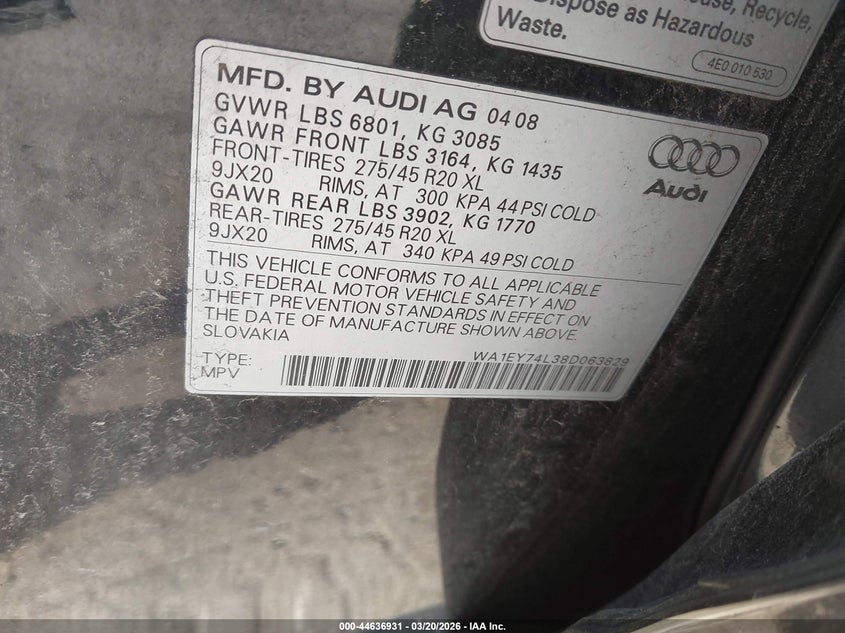 use, Recycle,
Dispose as Hazardous
Waste.
4E0 010 530
MFD. BY AUDI AG 04 08
GVWR LBS 6801, KG 3085
GAWR FRONT LBS 3164, KG 1435
FRONT-TIRES 275/45 R20 XL
9JX20 RIMS, AT 300 KPA 44 PSI COLD
GAWR REAR LBS 3902, KG 1770
REAR-TIRES 275/45 R20 XL
9JX20 RIMS, AT 340 KPA 49 PSI COLD
Audi
THIS VEHICLE CONFORMS TO ALL APPLICABLE
U.S. FEDERAL MOTOR VEHICLE SAFETY AND
THEFT PREVENTION STANDARDS IN EFFECT ON
THE DATE OF MANUFACTURE SHOWN ABOVE.
SLOVAKIA
WA1EY74L38D063829
TYPE:
MPV
000-44636931 - 03/20/2026 - IAA Inc.